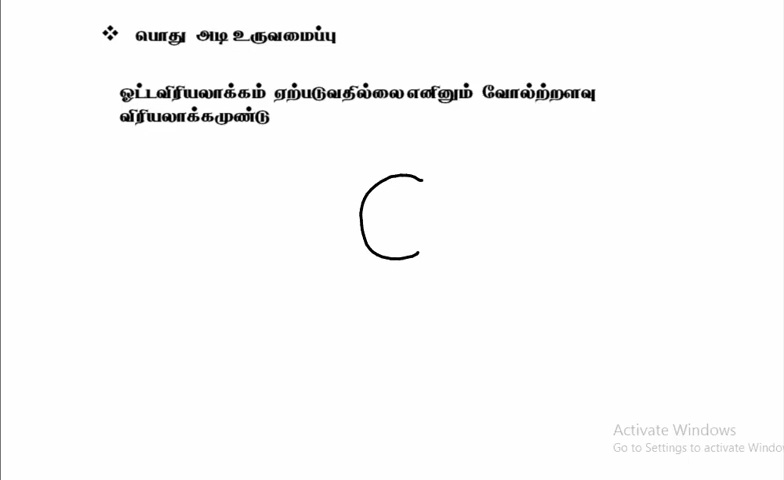 ❖ பொது அடி உருவமைப்பு
ஓட்டவிரியலாக்கம் ஏற்படுவதில்லை எனினும் வோல்ற்றளவு
விரியலாக்கமுண்டு
C
Activate Windows
Go to Settings to activate Windo